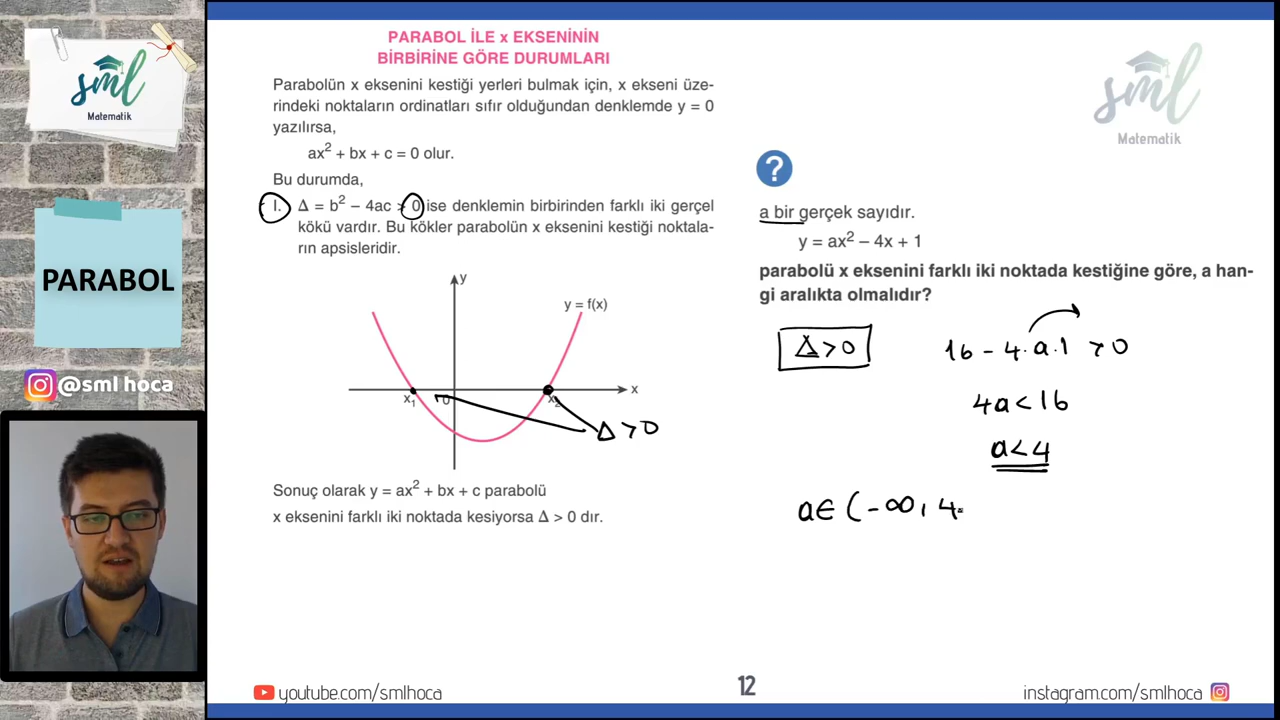 sml
Matematik
PARABOL
@sml hoca
PARABOL İLE x EKSENİNİN
BİRBİRİNE GÖRE DURUMLARI
Parabolün x eksenini kestiği yerleri bulmak için, x ekseni üze-
rindeki noktaların ordinatları sıfır olduğundan denklemde y = 0
yazılırsa,
ax² + bx + c = 0 olur.
Bu durumda,
I. Δ = b² – 4ac > 0 ise denklemin birbirinden farklı iki gerçel
kökü vardır. Bu kökler parabolün x eksenini kestiği noktala-
rın apsisleridir.
y
y = f(x)
x
x₁ 0 x₂
Δ > 0
Sonuç olarak y = ax² + bx + c parabolü
x eksenini farklı iki noktada kesiyorsa Δ > 0 dır.
sml
Matematik
?
a bir gerçek sayıdır.
y = ax² – 4x + 1
parabolü x eksenini farklı iki noktada kestiğine göre, a han-
gi aralıkta olmalıdır?
Δ > 0 16 - 4.a.1 > 0
4a < 16
a < 4
a ∈ (-∞, 4
youtube.com/smlhoca
12
instagram.com/smlhoca